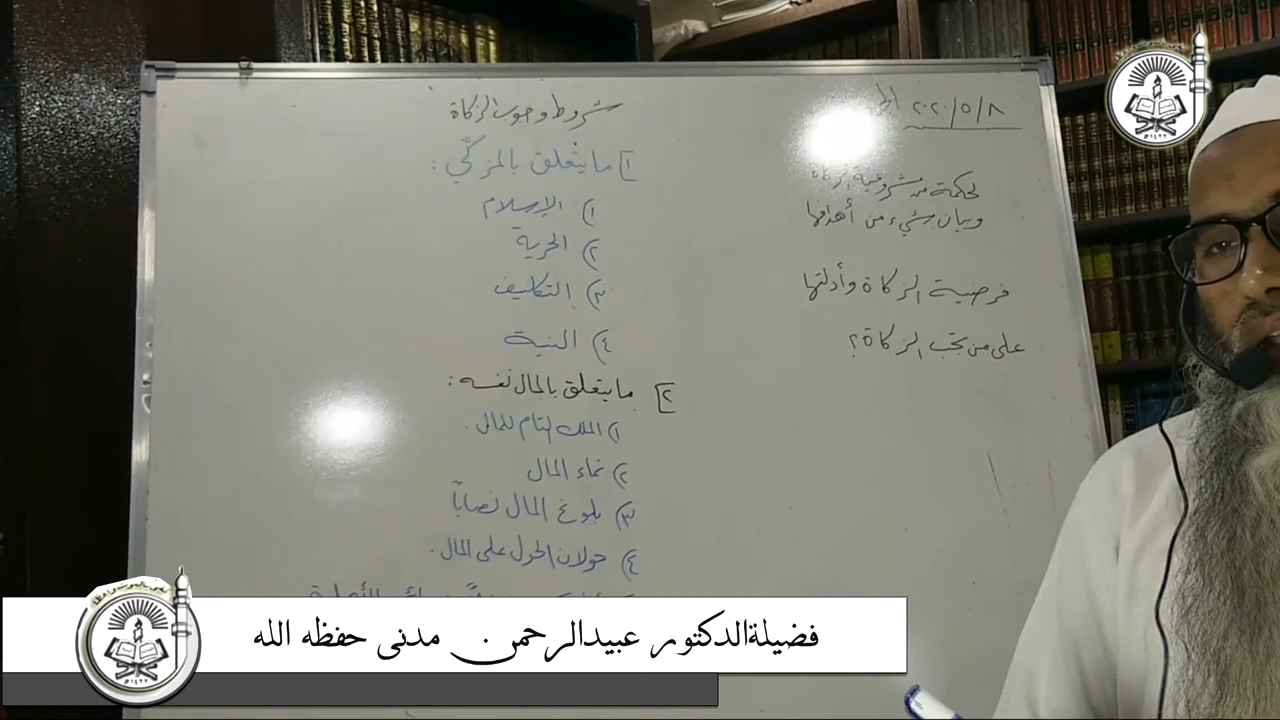 ٢٠٢٠/٥/٨
لحكمة من مشروعية الزكاة
وبيان شيء من أهدافها
فرضية الزكاة وأدلتها
على من تجب الزكاة؟
شروط وجوب الزكاة
١] ما يتعلق بالمزكَّي :
١) الإسلام
٢) الحرية
٣) التكليف
٤) النية
٢] ما يتعلق بالمال نفسه :
١) الملك التام للمال .
٢) نماء المال
٣) بلوغ المال نصاباً
٤) حولان الحول على المال .
فضيلة الدكتور عبيدالرحمن مدنى حفظه الله